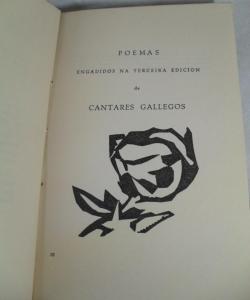 POEMAS
ENGADIDOS NA TERCEIRA EDICION
de
CANTARES GALLEGOS